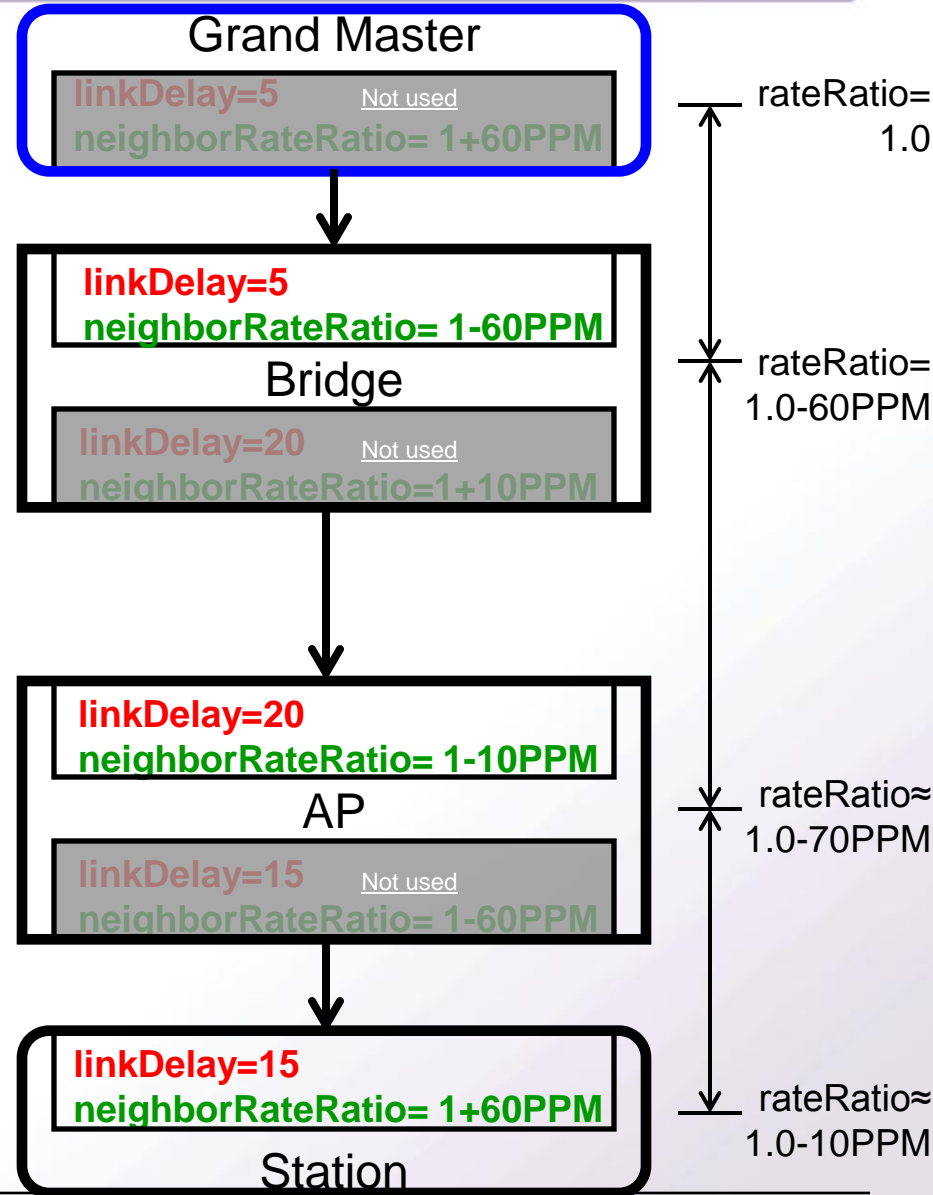 Grand Master
linkDelay=5 Not used
neighborRateRatio= 1+60PPM
rateRatio=
1.0
linkDelay=5
neighborRateRatio= 1-60PPM
Bridge
rateRatio=
1.0-60PPM
linkDelay=20 Not used
neighborRateRatio=1+10PPM
linkDelay=20
neighborRateRatio= 1-10PPM
AP
rateRatio≈
1.0-70PPM
linkDelay=15 Not used
neighborRateRatio= 1-60PPM
linkDelay=15
neighborRateRatio= 1+60PPM
Station
rateRatio≈
1.0-10PPM